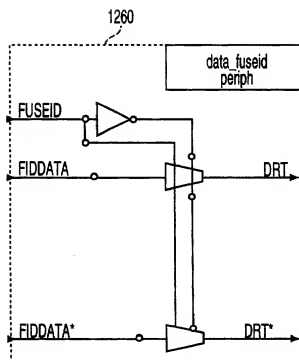 1260
data_fuseid
periph
FUSEID
FIDDATA
DRT
FIDDATA*
DRT*